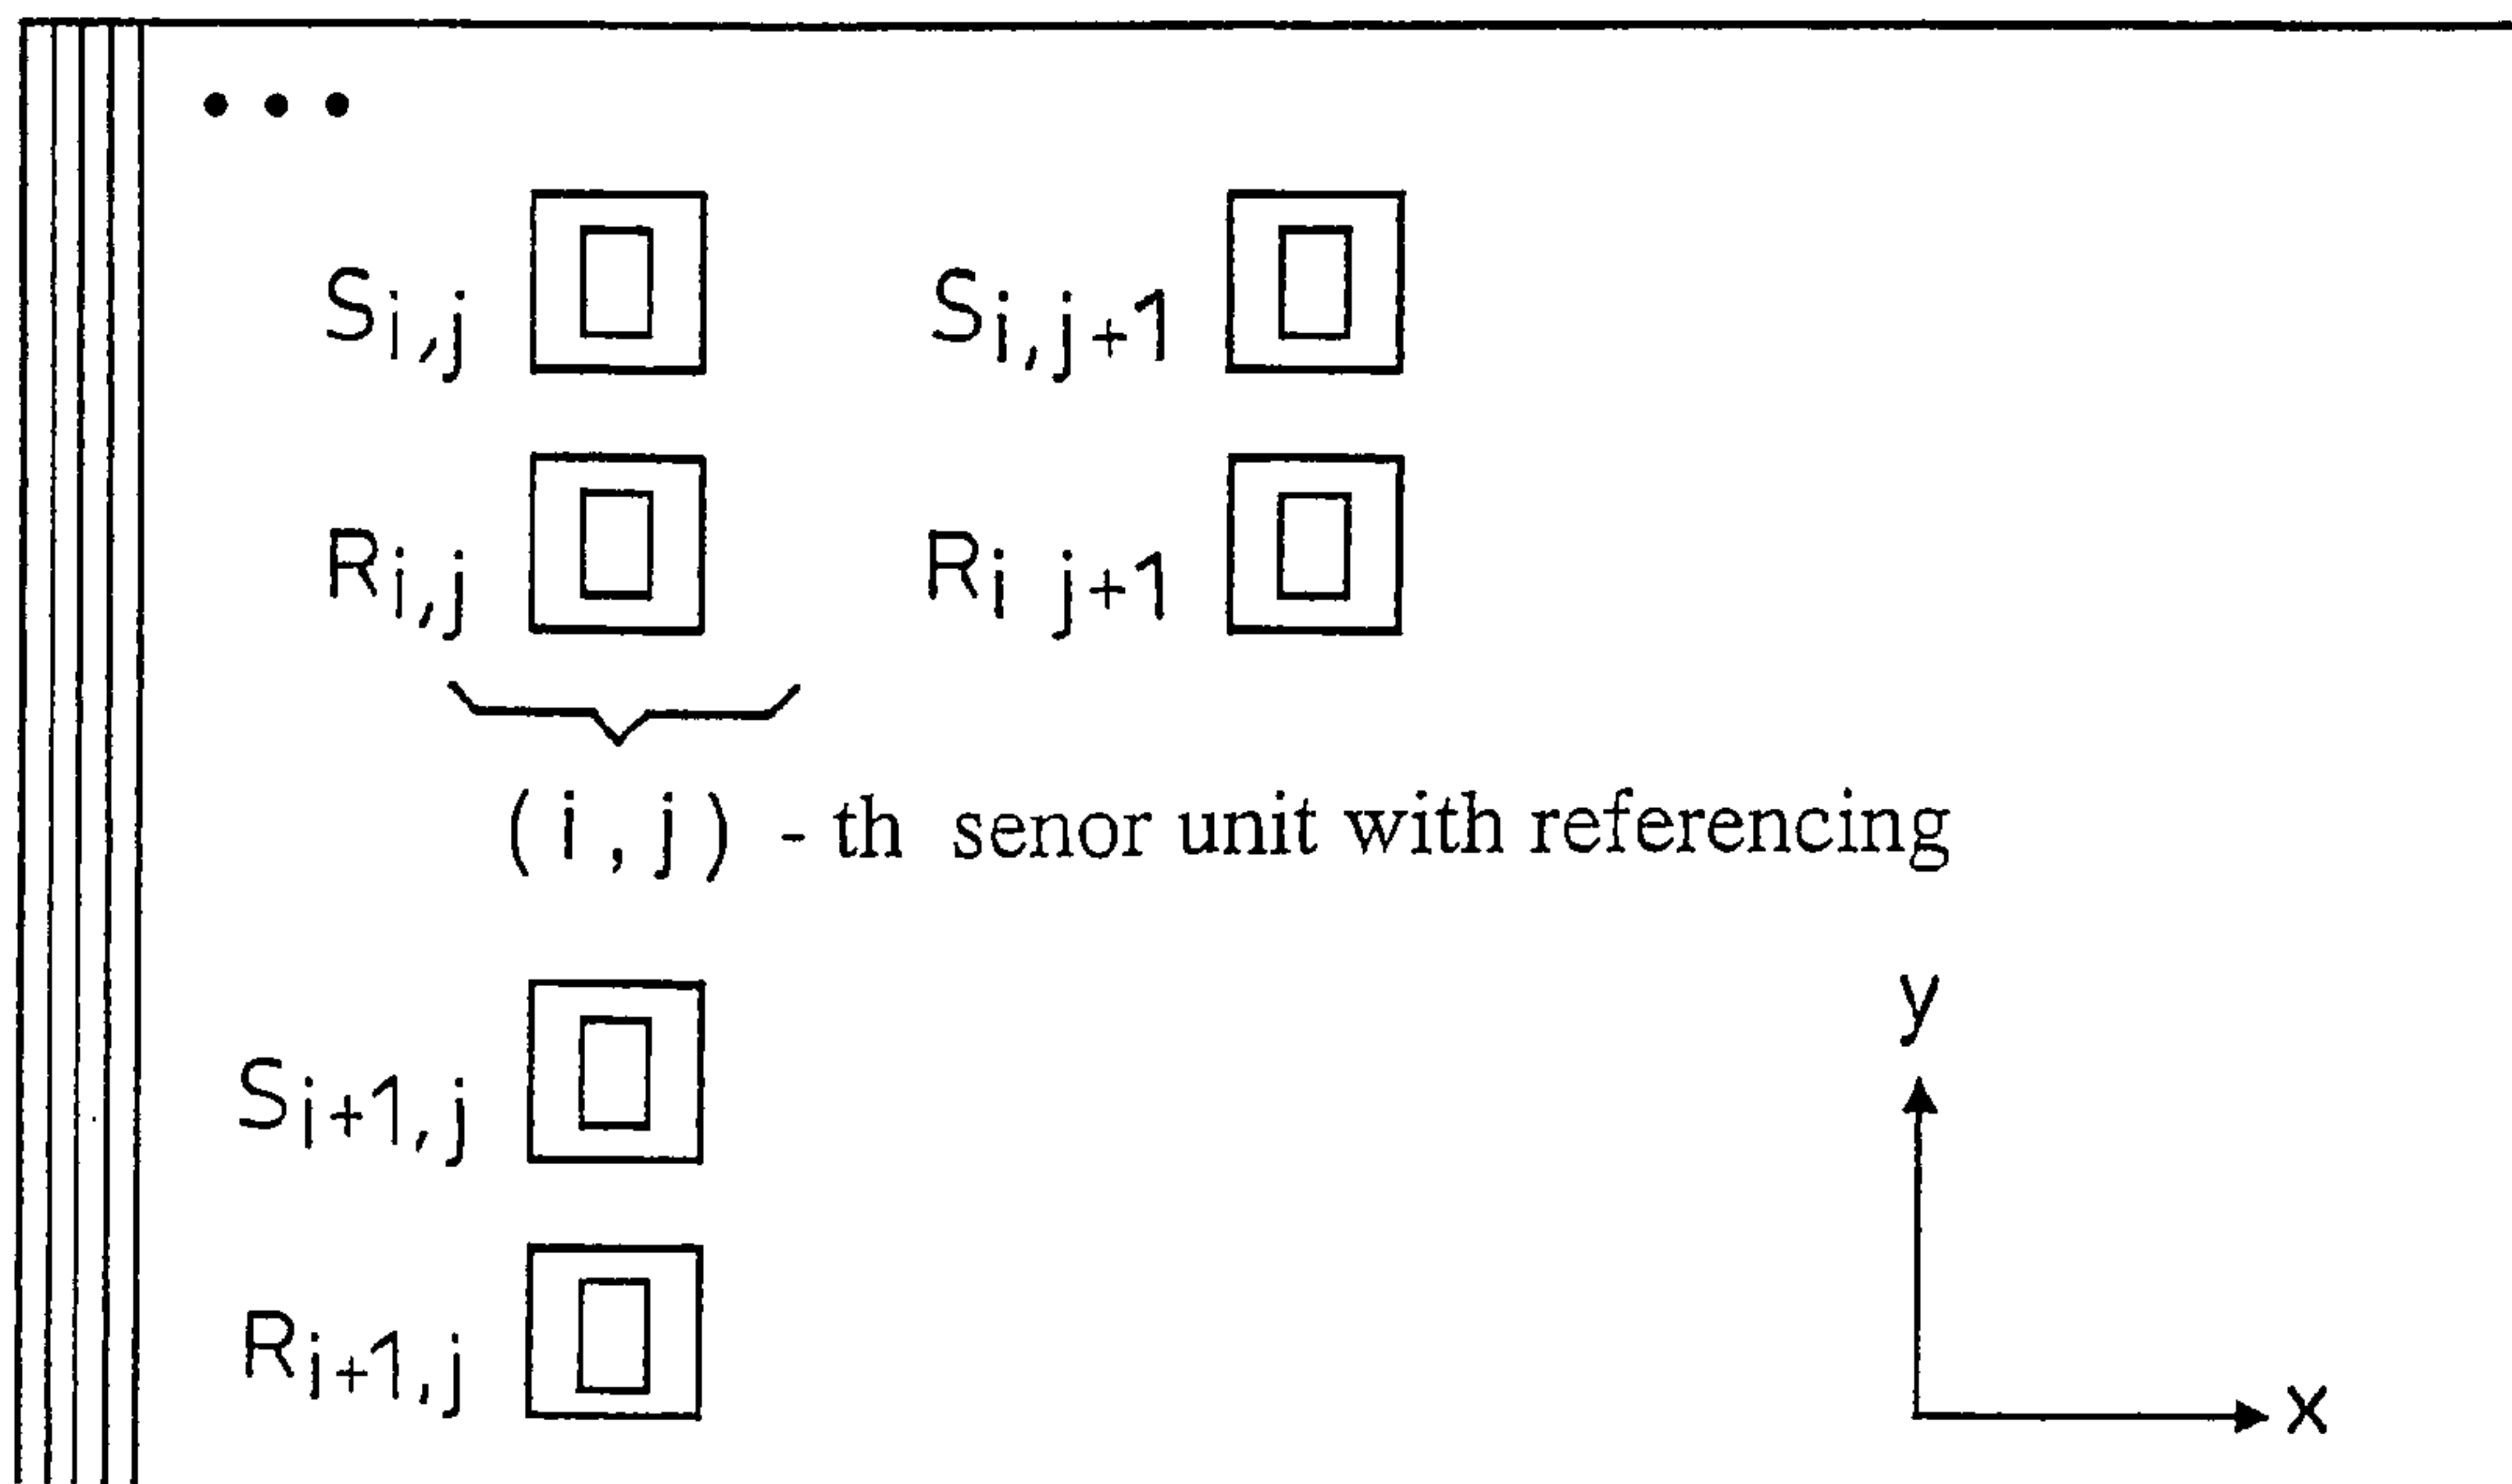 • • •
Si,j Si,j+1
Ri,j Ri j+1
(i,j) - th senor unit with referencing
y
Si+1,j
Ri+1,j
x